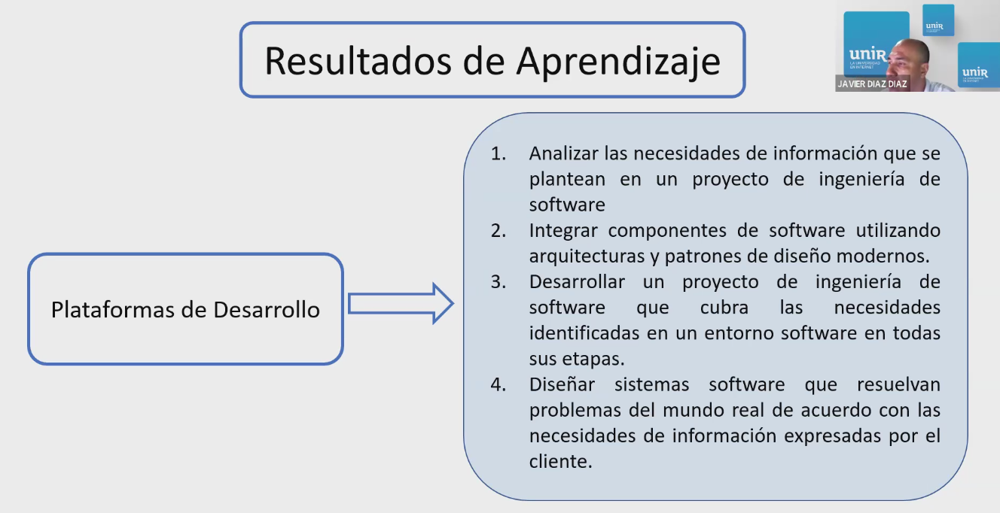 Resultados de Aprendizaje
unir
LA UNIVERSIDAD
EN INTERNET
unir
unir
JAVIER DIAZ DIAZ
Plataformas de Desarrollo
1. Analizar las necesidades de información que se
plantean en un proyecto de ingeniería de
software
2. Integrar componentes de software utilizando
arquitecturas y patrones de diseño modernos.
3. Desarrollar un proyecto de ingeniería de
software que cubra las necesidades
identificadas en un entorno software en todas
sus etapas.
4. Diseñar sistemas software que resuelvan
problemas del mundo real de acuerdo con las
necesidades de información expresadas por el
cliente.